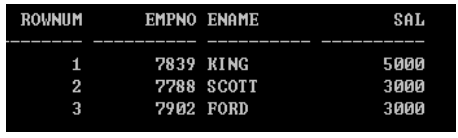 ROWNUM EMPNO ENAME SAL
---------- ---------- ---------- ----------
1 7839 KING 5000
2 7788 SCOTT 3000
3 7902 FORD 3000